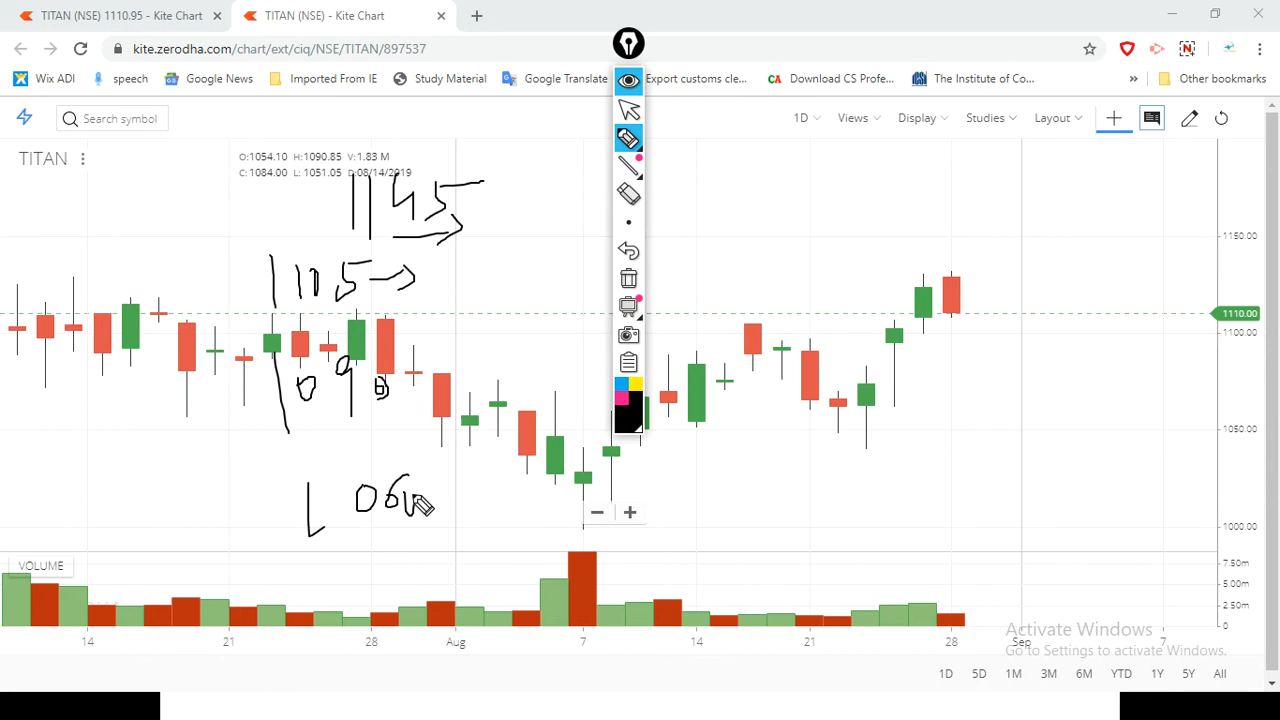 TITAN (NSE) 1110.95 - Kite Chart
TITAN (NSE) - Kite Chart
kite.zerodha.com/chart/ext/ciq/NSE/TITAN/897537
Wix ADI speech Google News Imported From IE Study Material Google Translate Export customs cle... Download CS Profe... The Institute of Co... » Other bookmarks
Search symbol 1D Views Display Studies Layout
TITAN
O:1054.10 H:1090.85 V:1.83 M
C:1084.00 L:1051.05 D:08/14/2019
1145
1150.00
1105
1110.00
1100.00
1090
1050.00
1000.00
VOLUME
7.50m
5.00m
2.50m
0
14 21 28 Aug 7 14 21 28 Sep 7
Activate Windows
Go to Settings to activate Windows.
1D 5D 1M 3M 6M YTD 1Y 5Y All